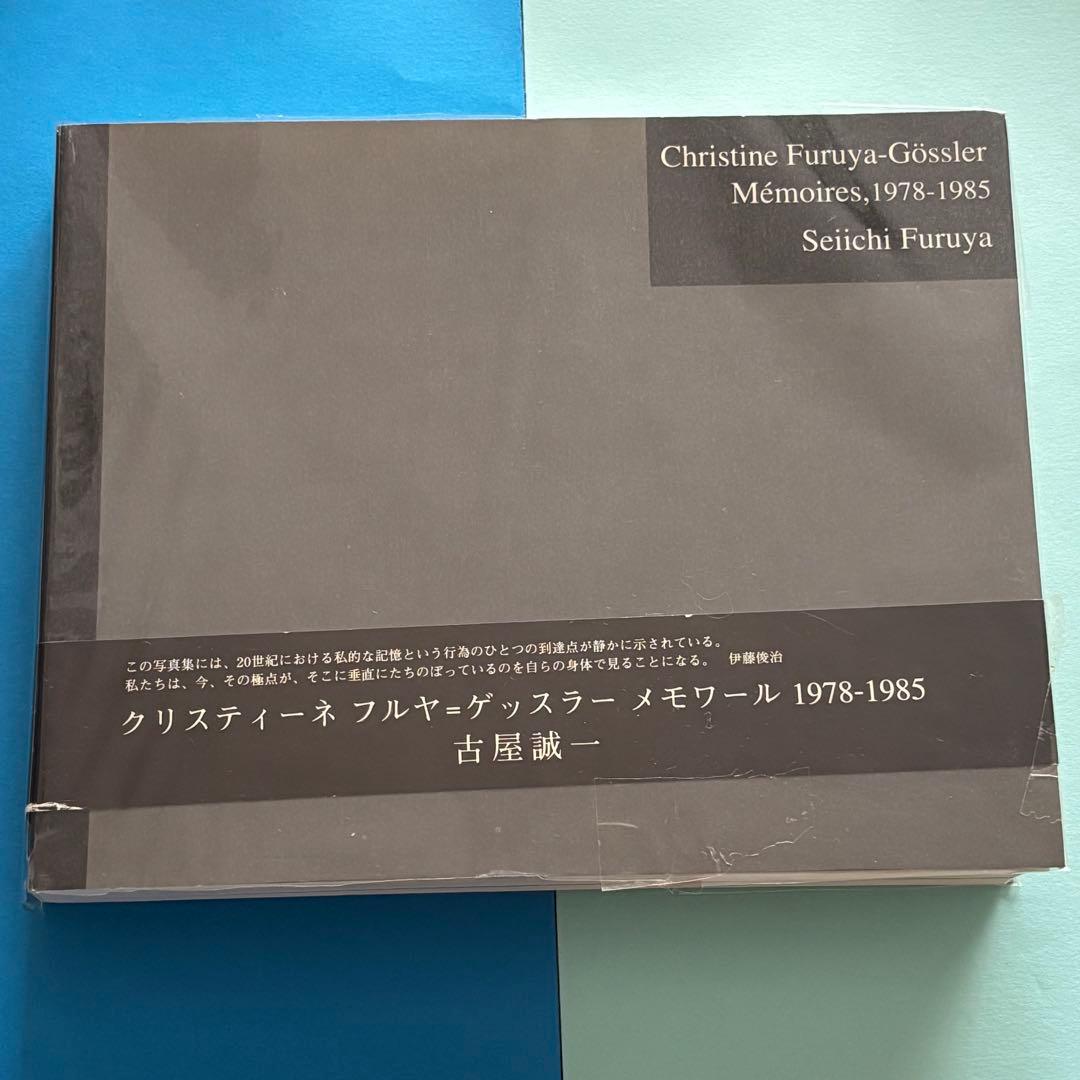 Christine Furuya-Gössler
Mémoires,1978-1985
Seiichi Furuya
この写真集には、20世紀における私的な記憶という行為のひとつの到達点が静かに示されている。
私たちは、今、その極点が、そこに垂直にたちのぼっているのを自らの身体で見ることになる。 伊藤俊治
クリスティーネ フルヤ=ゲッスラー メモワール 1978-1985
古屋誠一